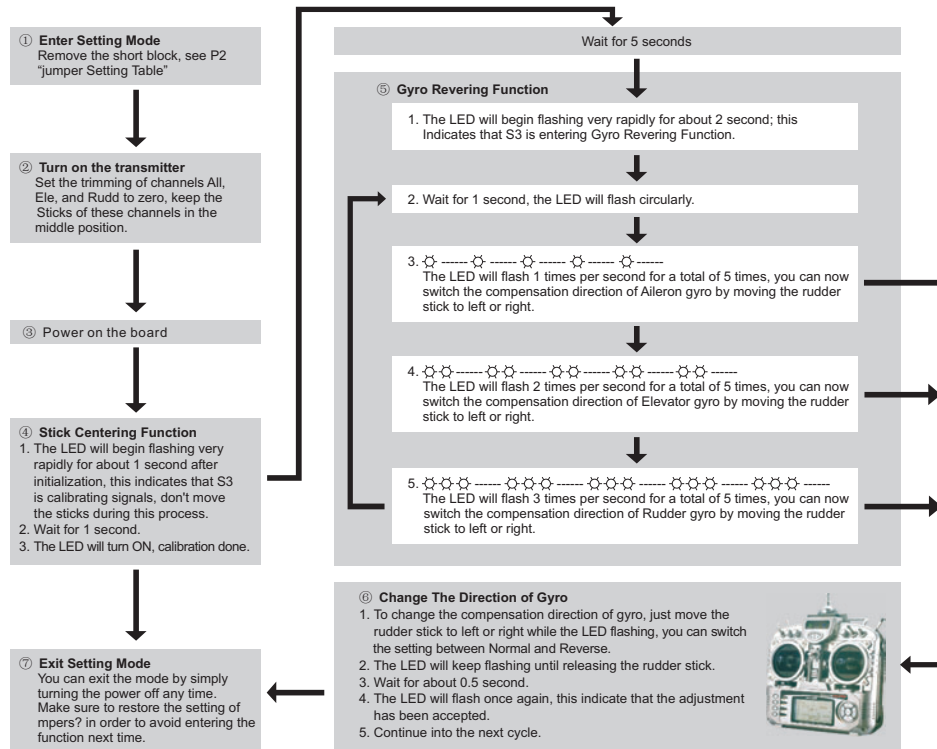 ① Enter Setting Mode
Remove the short block, see P2
“jumper Setting Table”
② Turn on the transmitter
Set the trimming of channels All,
Ele, and Rudd to zero, keep the
Sticks of these channels in the
middle position.
③ Power on the board
④ Stick Centering Function
1. The LED will begin flashing very
rapidly for about 1 second after
initialization, this indicates that S3
is calibrating signals, don't move
the sticks during this process.
2. Wait for 1 second.
3. The LED will turn ON, calibration done.
Wait for 5 seconds
⑤ Gyro Revering Function
1. The LED will begin flashing very rapidly for about 2 second; this
Indicates that S3 is entering Gyro Revering Function.
2. Wait for 1 second, the LED will flash circularly.
3. ------ ------ ------ ------ ------
The LED will flash 1 times per second for a total of 5 times, you can now
switch the compensation direction of Aileron gyro by moving the rudder
stick to left or right.
4. ------ ------ ------ ------ ------
The LED will flash 2 times per second for a total of 5 times, you can now
switch the compensation direction of Elevator gyro by moving the rudder
stick to left or right.
5. ------ ------ ------ ------ ------
The LED will flash 3 times per second for a total of 5 times, you can now
switch the compensation direction of Rudder gyro by moving the rudder
stick to left or right.
⑥ Change The Direction of Gyro
1. To change the compensation direction of gyro, just move the
rudder stick to left or right while the LED flashing, you can switch
the setting between Normal and Reverse.
2. The LED will keep flashing until releasing the rudder stick.
3. Wait for about 0.5 second.
4. The LED will flash once again, this indicate that the adjustment
has been accepted.
5. Continue into the next cycle.
⑦ Exit Setting Mode
You can exit the mode by simply
turning the power off any time.
Make sure to restore the setting of
mpers? in order to avoid entering the
function next time.